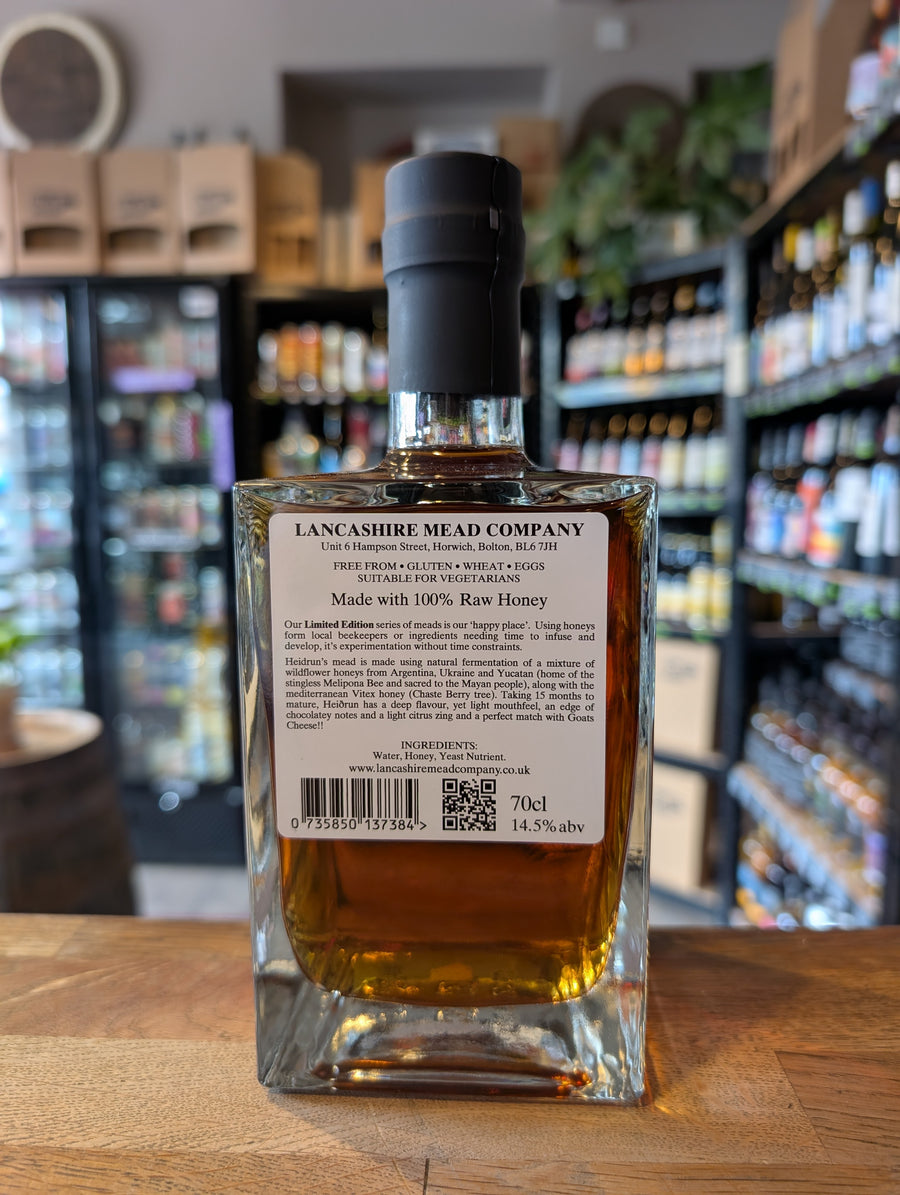 LANCASHIRE MEAD COMPANY
Unit 6 Hampson Street, Horwich, Bolton, BL6 7JH
FREE FROM • GLUTEN • WHEAT • EGGS
SUITABLE FOR VEGETARIANS
Made with 100% Raw Honey
Our Limited Edition series of meads is our ‘happy place’. Using honeys
form local beekeepers or ingredients needing time to infuse and
develop, it's experimentation without time constraints.
Heidrun’s mead is made using natural fermentation of a mixture of
wildflower honeys from Argentina, Ukraine and Yucatan (home of the
stingless Melipona Bee and sacred to the Mayan people), along with the
mediterranean Vitex honey (Chaste Berry tree). Taking 15 months to
mature, Heiðrun has a deep flavour, yet light mouthfeel, an edge of
chocolatey notes and a light citrus zing and a perfect match with Goats
Cheese!!
INGREDIENTS:
Water, Honey, Yeast Nutrient.
www.lancashiremeadcompany.co.uk
0 735850 137384 >
70cl
14.5% abv